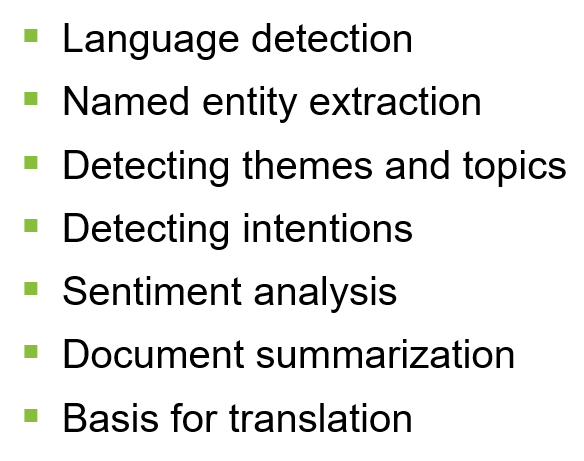 Language detection
Named entity extraction
Detecting themes and topics
Detecting intentions
Sentiment analysis
Document summarization
Basis for translation